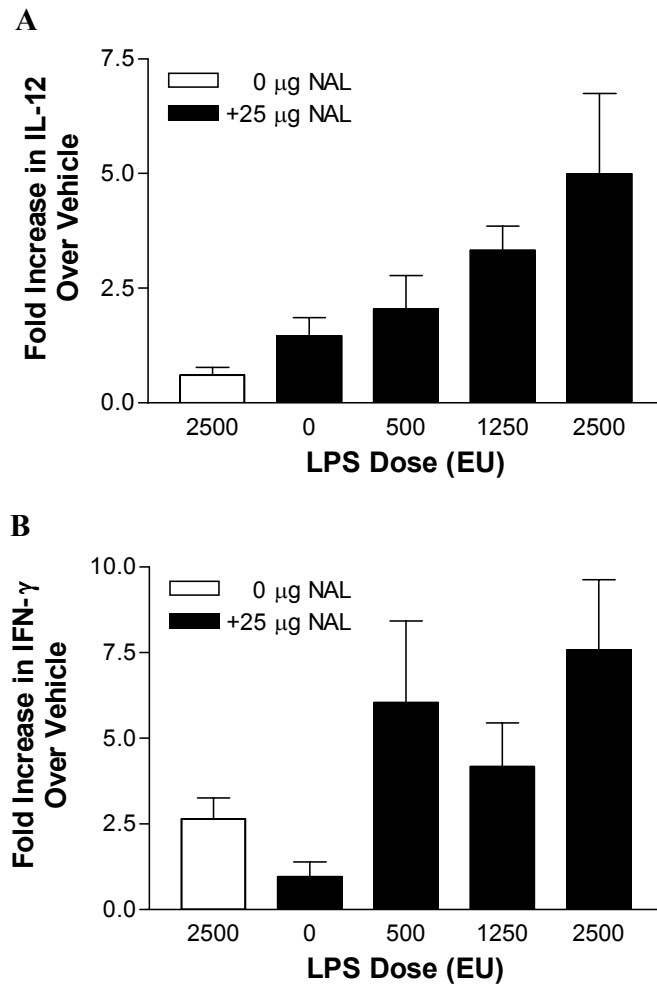 A
Fold Increase in IL-12
Over Vehicle
7.5
5.0
2.5
0.0
0 μg NAL
+25 μg NAL
2500 0 500 1250 2500
LPS Dose (EU)
B
Fold Increase in IFN-γ
Over Vehicle
10.0
7.5
5.0
2.5
0.0
0 μg NAL
+25 μg NAL
2500 0 500 1250 2500
LPS Dose (EU)